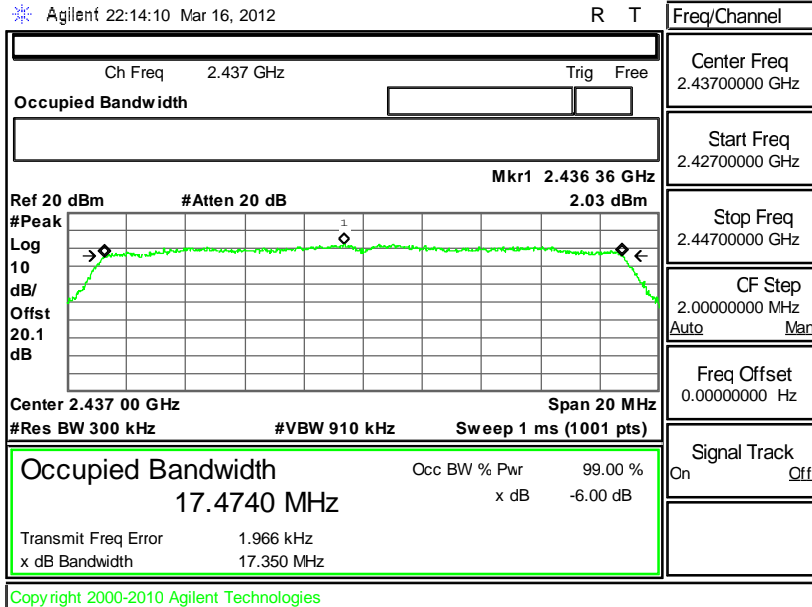 Agilent 22:14:10 Mar 16, 2012 R T
Ch Freq 2.437 GHz Trig Free
Occupied Bandwidth
Mkr1 2.436 36 GHz
Ref 20 dBm #Atten 20 dB 2.03 dBm
#Peak
Log
10
dB/
Offst
20.1
dB
1
Center 2.437 00 GHz Span 20 MHz
#Res BW 300 kHz #VBW 910 kHz Sweep 1 ms (1001 pts)
Occupied Bandwidth Occ BW % Pwr 99.00 %
17.4740 MHz x dB -6.00 dB
Transmit Freq Error 1.966 kHz
x dB Bandwidth 17.350 MHz
Copyright 2000-2010 Agilent Technologies
Freq/Channel
Center Freq
2.43700000 GHz
Start Freq
2.42700000 GHz
Stop Freq
2.44700000 GHz
CF Step
2.00000000 MHz
Auto Man
Freq Offset
0.00000000 Hz
Signal Track
On Off